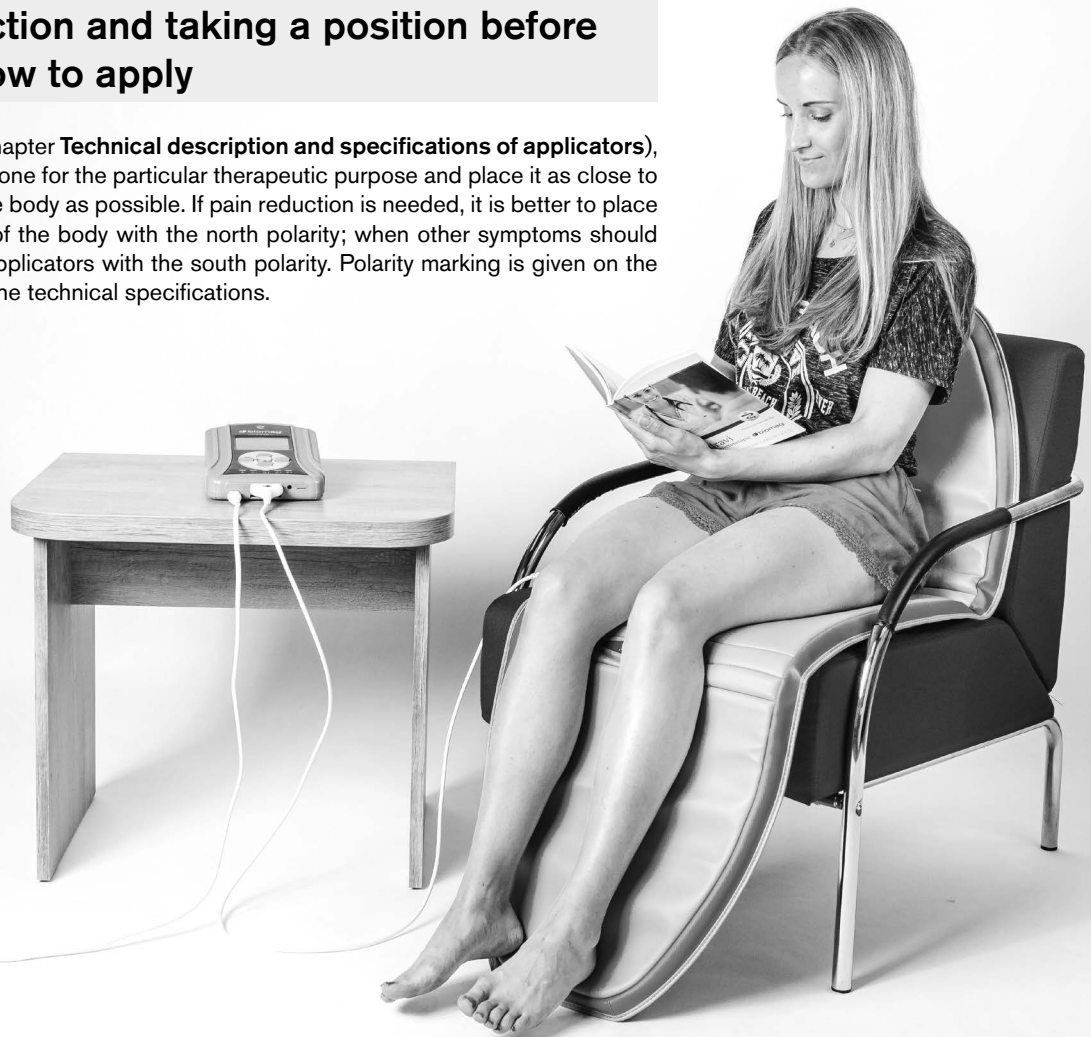 ction and taking a position before
ow to apply
hapter Technical description and specifications of applicators),
one for the particular therapeutic purpose and place it as close to
e body as possible. If pain reduction is needed, it is better to place
of the body with the north polarity; when other symptoms should
pplicators with the south polarity. Polarity marking is given on the
he technical specifications.
BEACH